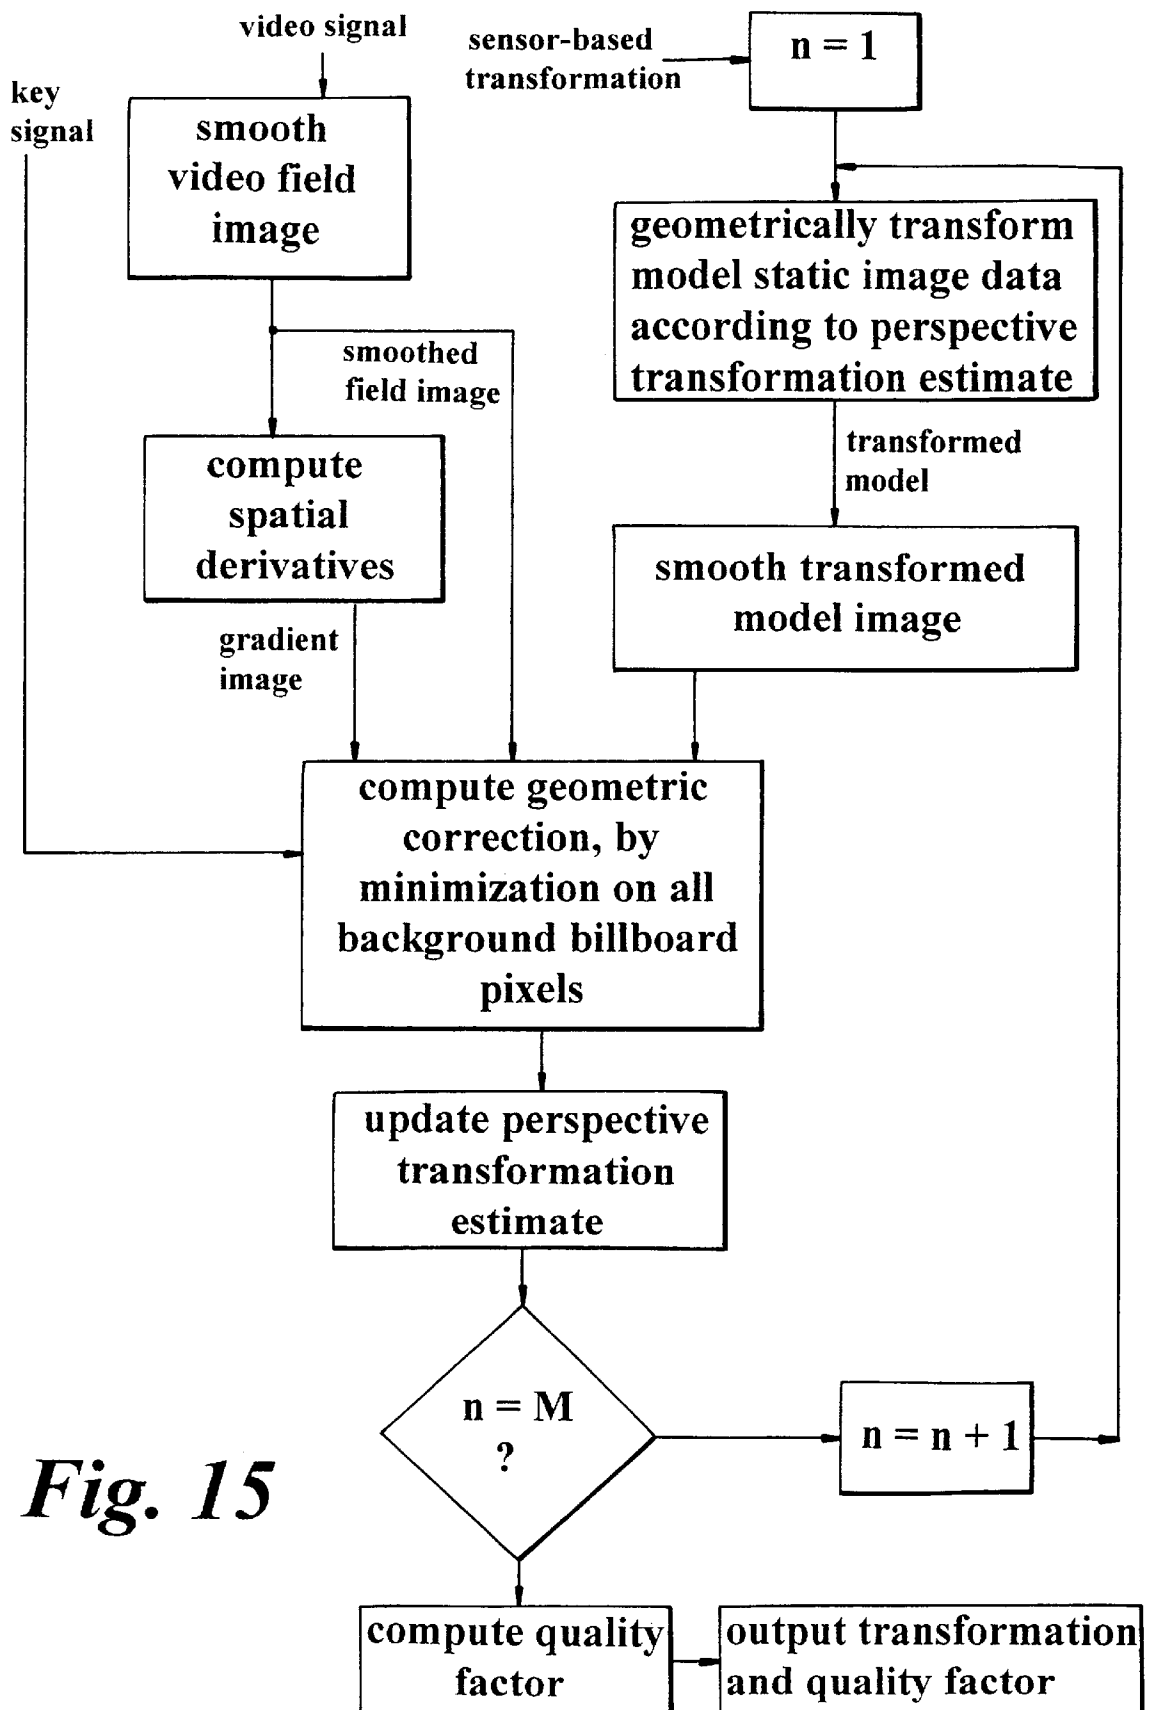 video signal
key
signal
smooth
video field
image
smoothed
field image
compute
spatial
derivatives
gradient
image
sensor-based
transformation
n = 1
geometrically transform
model static image data
according to perspective
transformation estimate
transformed
model
smooth transformed
model image
compute geometric
correction, by
minimization on all
background billboard
pixels
update perspective
transformation
estimate
n = M
?
n = n + 1
compute quality
factor
output transformation
and quality factor
Fig. 15